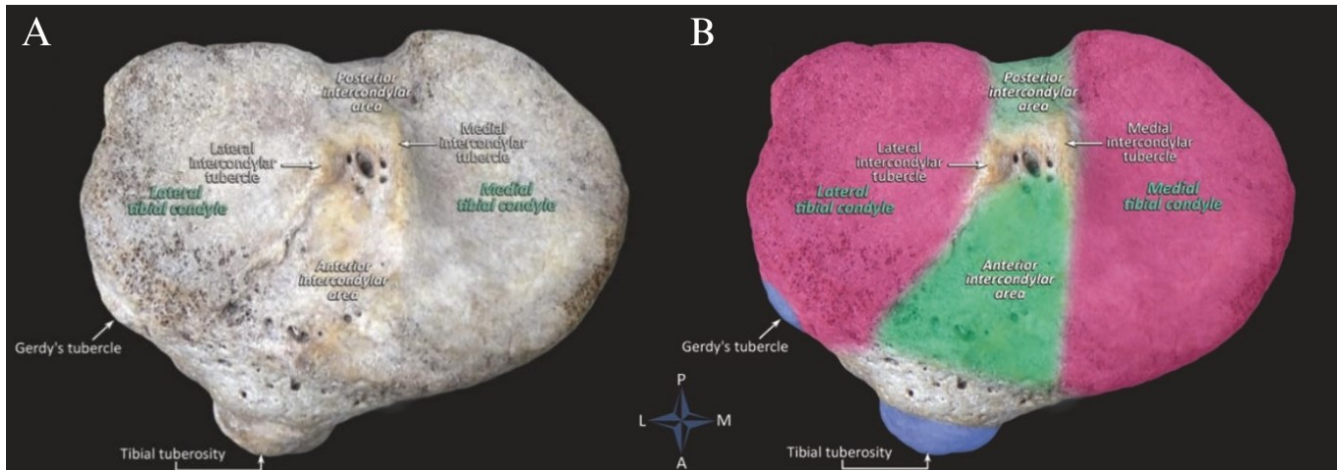 A
Posterior
intercondylar
area
Medial
intercondylar
tubercle
Lateral
intercondylar
tubercle
Lateral
tibial condyle
Medial
tibial condyle
Anterior
intercondylar
area
Gerdy's tubercle
Tibial tuberosity
P
L
M
A
B
Posterior
intercondylar
area
Medial
intercondylar
tubercle
Lateral
intercondylar
tubercle
Lateral
tibial condyle
Medial
tibial condyle
Anterior
intercondylar
area
Gerdy's tubercle
Tibial tuberosity